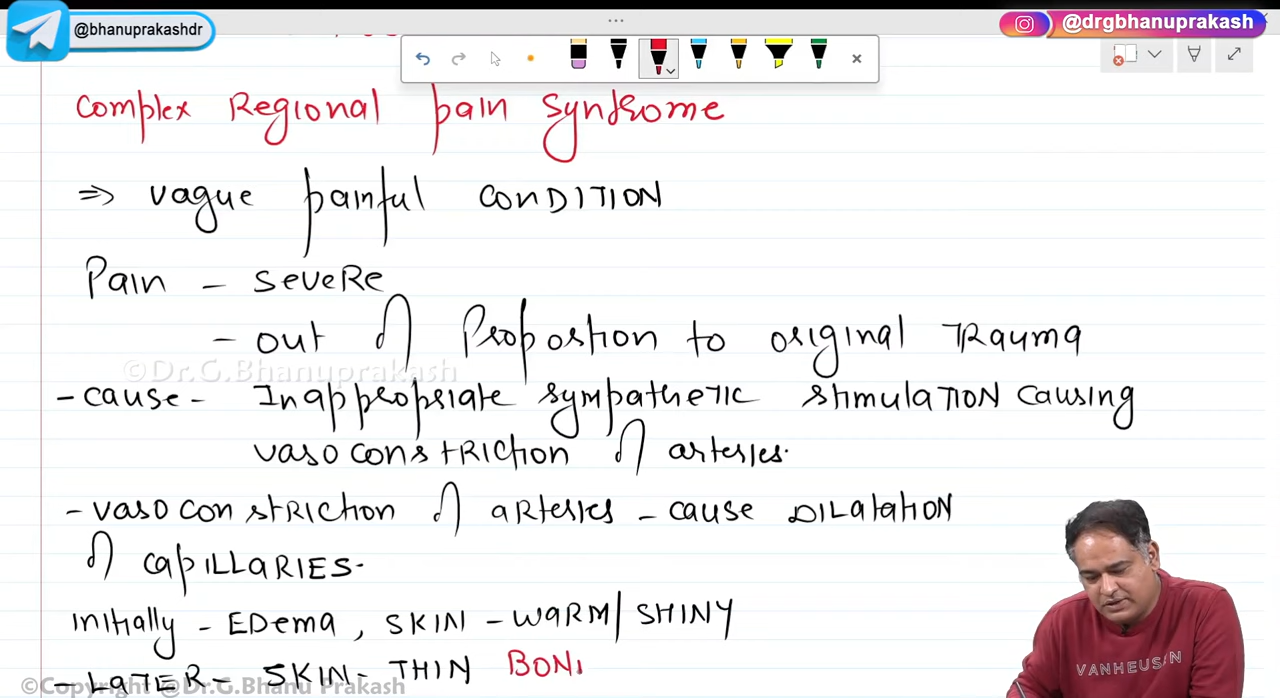 @bhanuprakashdr
@drgbhanuprakash
Complex Regional Pain Syndrome
⇒ Vague painful CONDITION
Pain - SeveRe
- out of Proportion to original TRauma
©Dr.G.Bhanuprakash
- cause - Inappropriate sympatheTIC stimulATION Causing
vasoconsTRICtion of arteries.
- vasoconstRICtion of aRteries - cause DILatatION
of capILLaRIES.
initially - EDema, SKIN - WaRM/SHINY
- LaTER - SKIN - THIN BON
©Copyright @Dr.G.Bhanu Prakash
VANHEUSEN